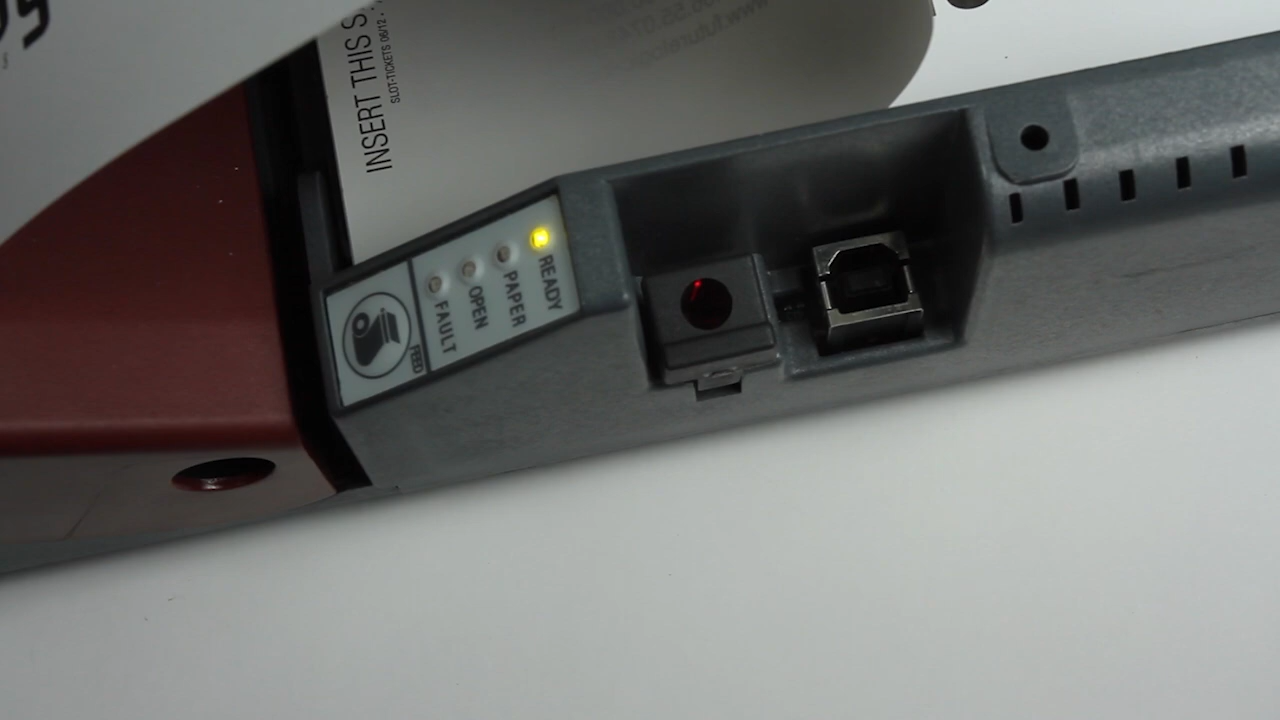 INSERT THIS S
SLOT-TICKETS 06/12
READY
PAPER
OPEN
FAULT
FEED